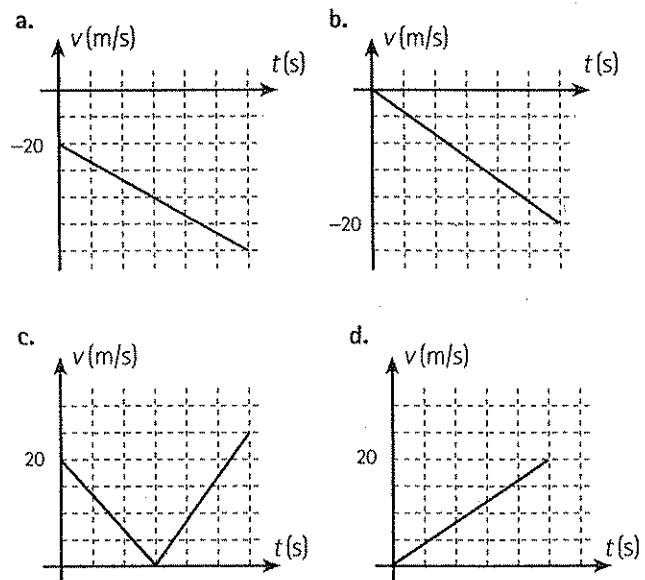 a.
v (m/s)
t (s)
−20
b.
v (m/s)
t (s)
−20
c.
v (m/s)
20
t (s)
d.
v (m/s)
20
t (s)